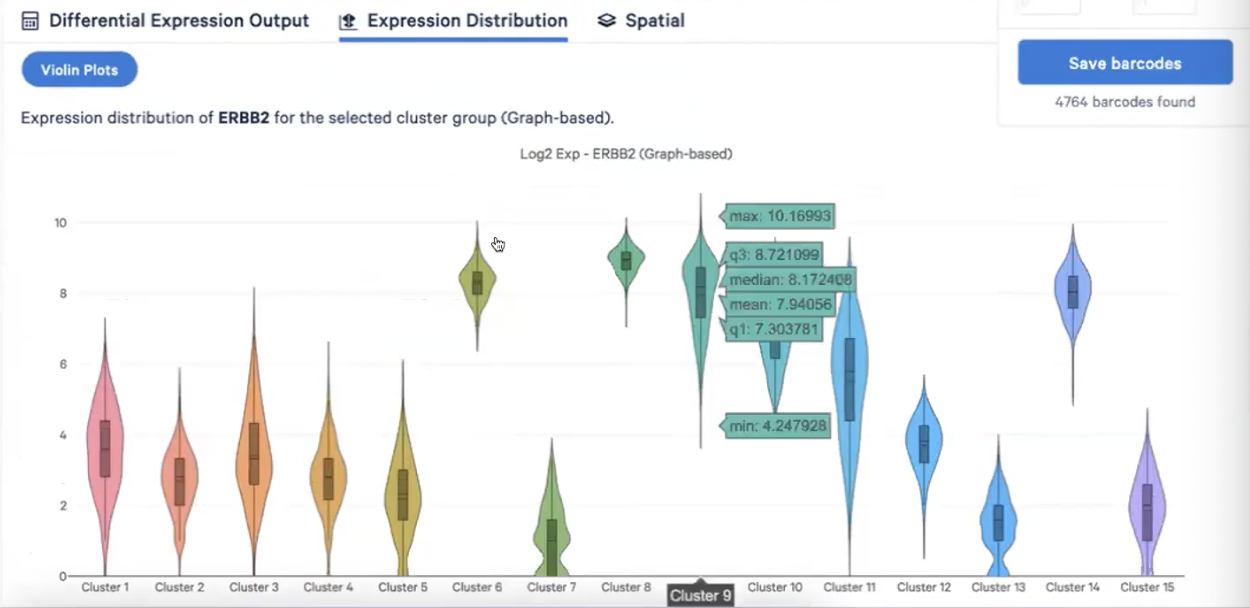 Differential Expression Output Expression Distribution Spatial
Violin Plots
Save barcodes
4764 barcodes found
Expression distribution of ERBB2 for the selected cluster group (Graph-based).
Log2 Exp - ERBB2 (Graph-based)
10
8
6
4
2
0
max: 10.16993
q3: 8.721099
median: 8.172408
mean: 7.94056
q1: 7.303781
min: 4.247928
Cluster 1 Cluster 2 Cluster 3 Cluster 4 Cluster 5 Cluster 6 Cluster 7 Cluster 8 Cluster 9 Cluster 10 Cluster 11 Cluster 12 Cluster 13 Cluster 14 Cluster 15